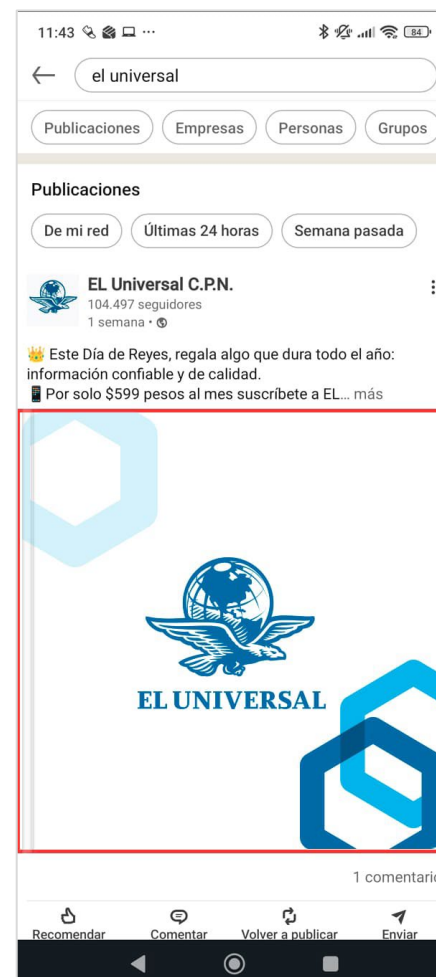 11:43
84
el universal
Publicaciones Empresas Personas Grupos
Publicaciones
De mi red Últimas 24 horas Semana pasada
EL Universal C.P.N.
104.497 seguidores
1 semana •
Este Día de Reyes, regala algo que dura todo el año:
información confiable y de calidad.
Por solo $599 pesos al mes suscríbete a EL... más
EL UNIVERSAL
1 comentario
Recomendar Comentar Volver a publicar Enviar